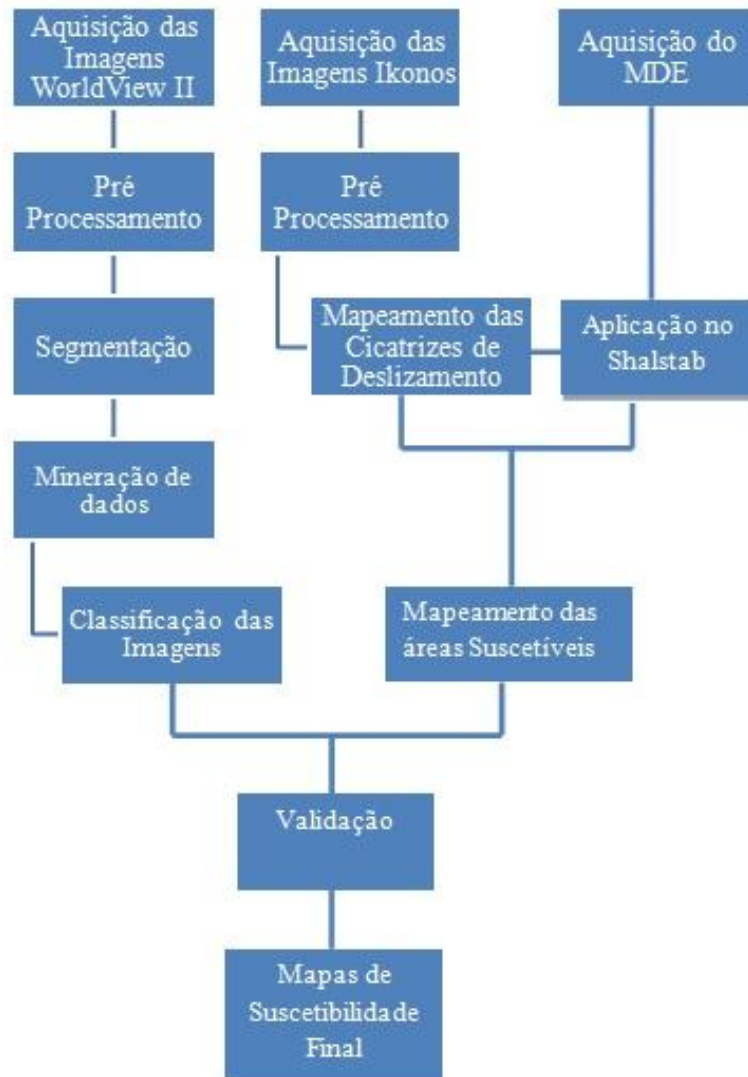 Aquisição das
Imagens
WorldView II
Aquisição das
Imagens Ikonos
Aquisição do
MDE
Pré
Processamento
Pré
Processamento
Segmentação
Mapeamento das
Cicatrizes de
Deslizamento
Aplicação no
Shalstab
Mineração de
dados
Classificação das
Imagens
Mapeamento das
áreas Suscetíveis
Validação
Mapas de
Suscetibilidade
Final